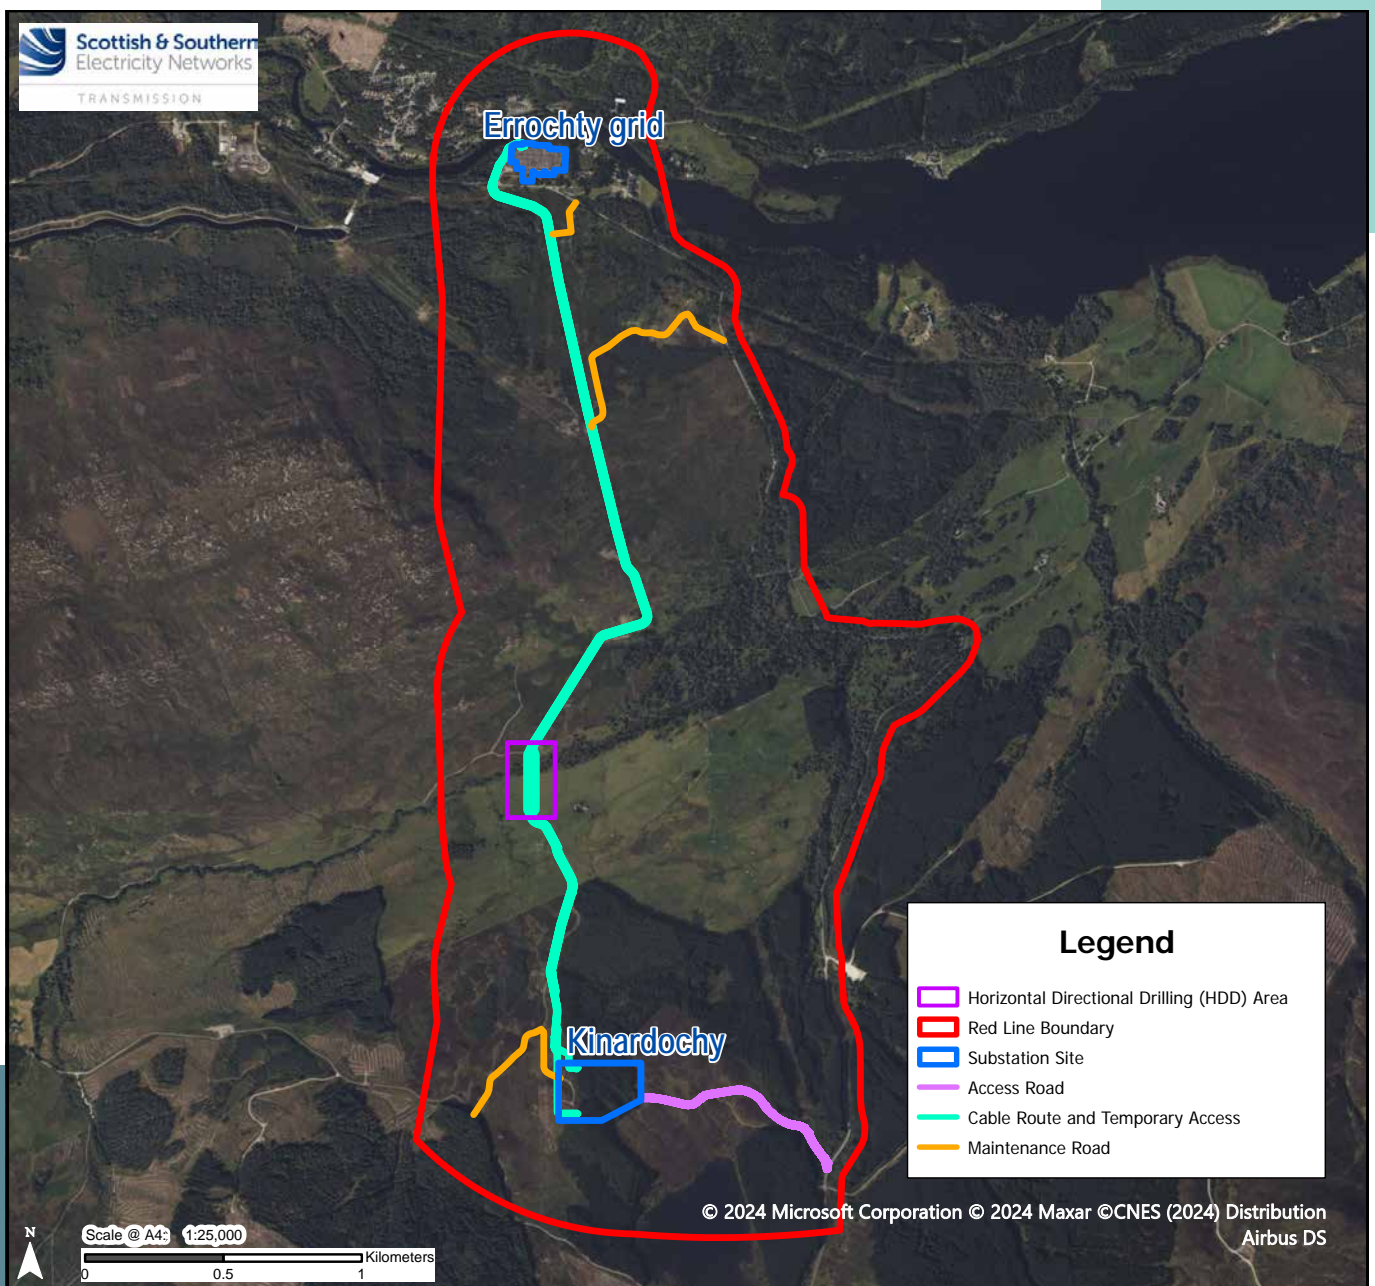 Scottish & Southern
Electricity Networks
TRANSMISSION
Errochty grid
Kinardochy
Legend
Horizontal Directional Drilling (HDD) Area
Red Line Boundary
Substation Site
Access Road
Cable Route and Temporary Access
Maintenance Road
© 2024 Microsoft Corporation © 2024 Maxar ©CNES (2024) Distribution
Airbus DS
N
Scale @ A4: 1:25,000
Kilometers
0 0.5 1